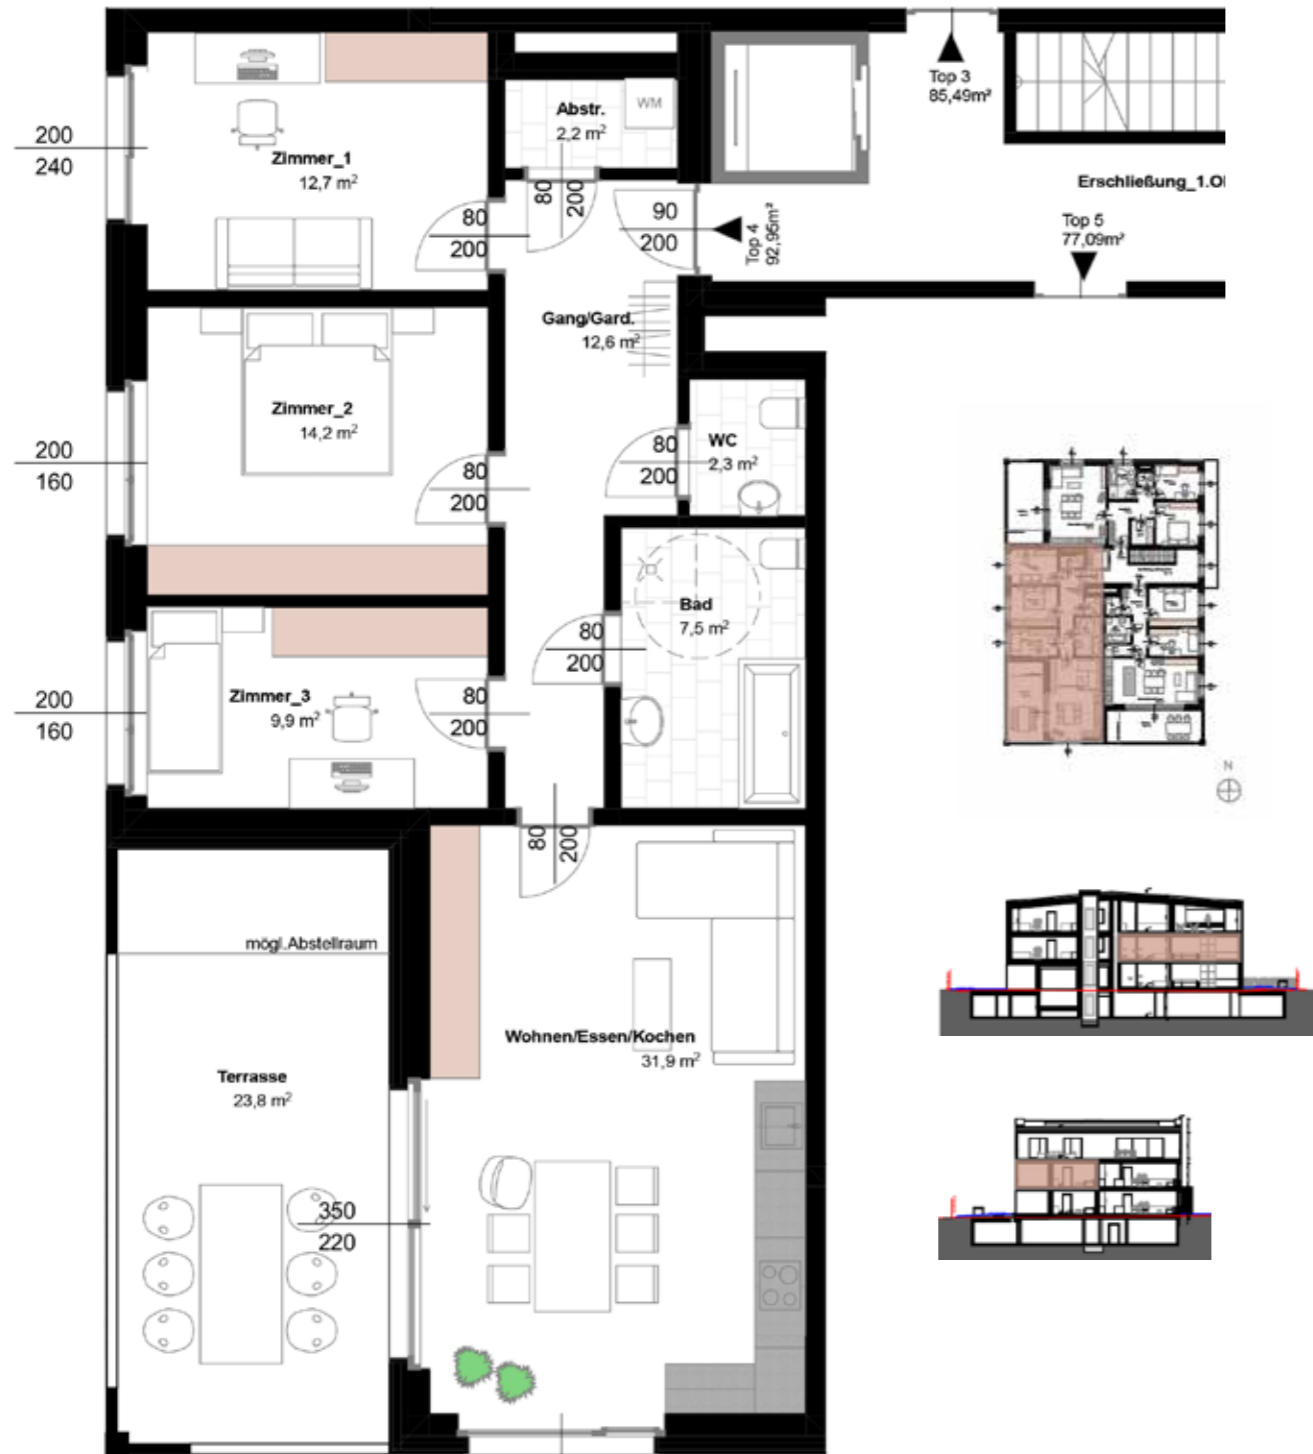 Top 3
85,49m²
WM
Abstr.
2,2 m²
200
240
Zimmer_1
12,7 m²
80
200
80
200
90
200
Top 4
92,95m²
Erschließung_1.O
Top 5
77,09m²
Gang/Gard.
12,6 m²
Zimmer_2
14,2 m²
200
160
80
200
80
200
WC
2,3 m²
Bad
7,5 m²
80
200
200
160
Zimmer_3
9,9 m²
80
200
80
200
N
mögl.Abstellraum
Wohnen/Essen/Kochen
31,9 m²
Terrasse
23,8 m²
350
220